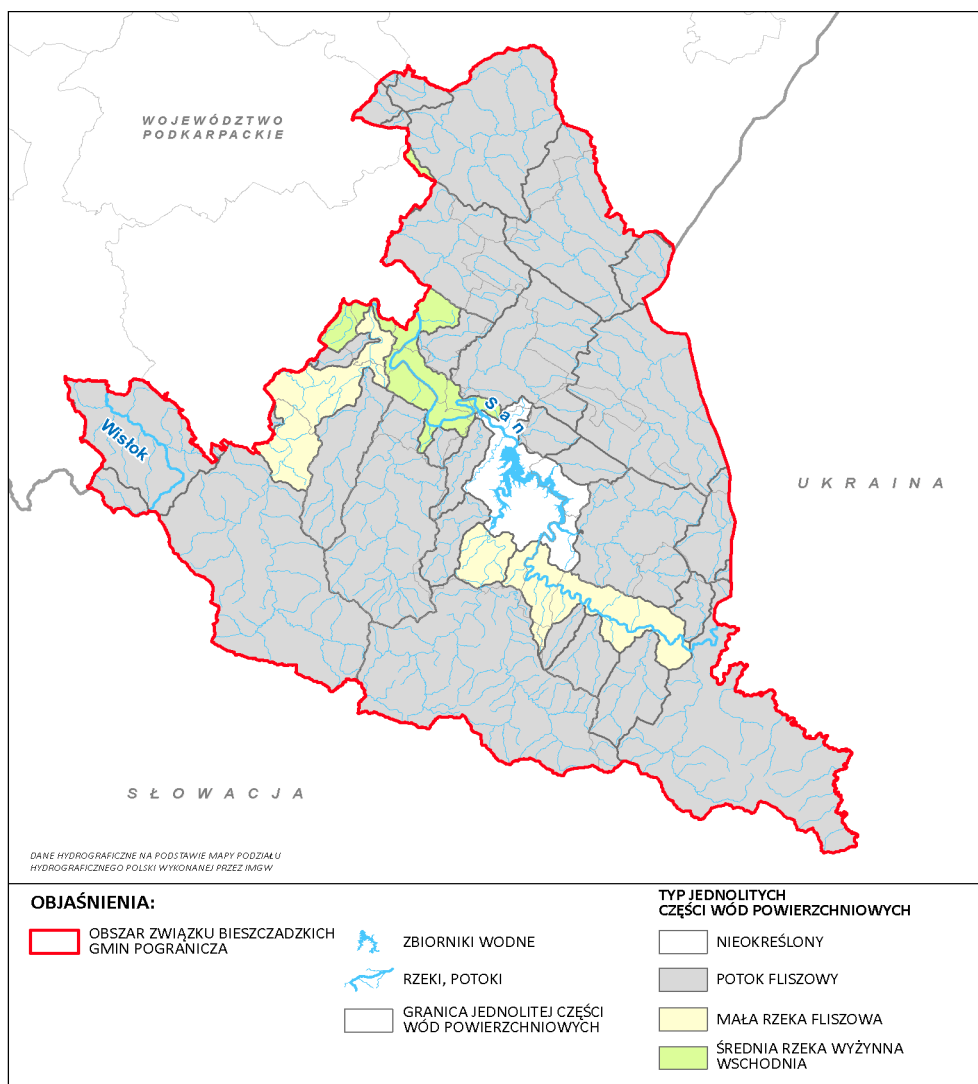 WOJEWÓDZTWO
PODKARPACKIE
San
Wisłok
UKRAINA
SŁOWACJA
DANE HYDROGRAFICZNE NA PODSTAWIE MAPY PODZIAŁU
HYDROGRAFICZNEGO POLSKI WYKONANEJ PRZEZ IMGW
OBJAŚNIENIA:
OBSZAR ZWIĄZKU BIESZCZADZKICH
GMIN POGRANICZA
ZBIORNIKI WODNE
RZEKI, POTOKI
GRANICA JEDNOLITEJ CZĘŚCI
WÓD POWIERZCHNIOWYCH
TYP JEDNOLITYCH
CZĘŚCI WÓD POWIERZCHNIOWYCH
NIEOKREŚLONY
POTOK FLISZOWY
MAŁA RZEKA FLISZOWA
ŚREDNIA RZEKA WYŻYNNA
WSCHODNIA